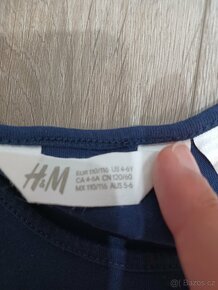 H&M
EUR 110/116 US 4-6Y
CA 4-6A CN 120/60
MX 110/116 AUS 5-6
Bazoš.cz